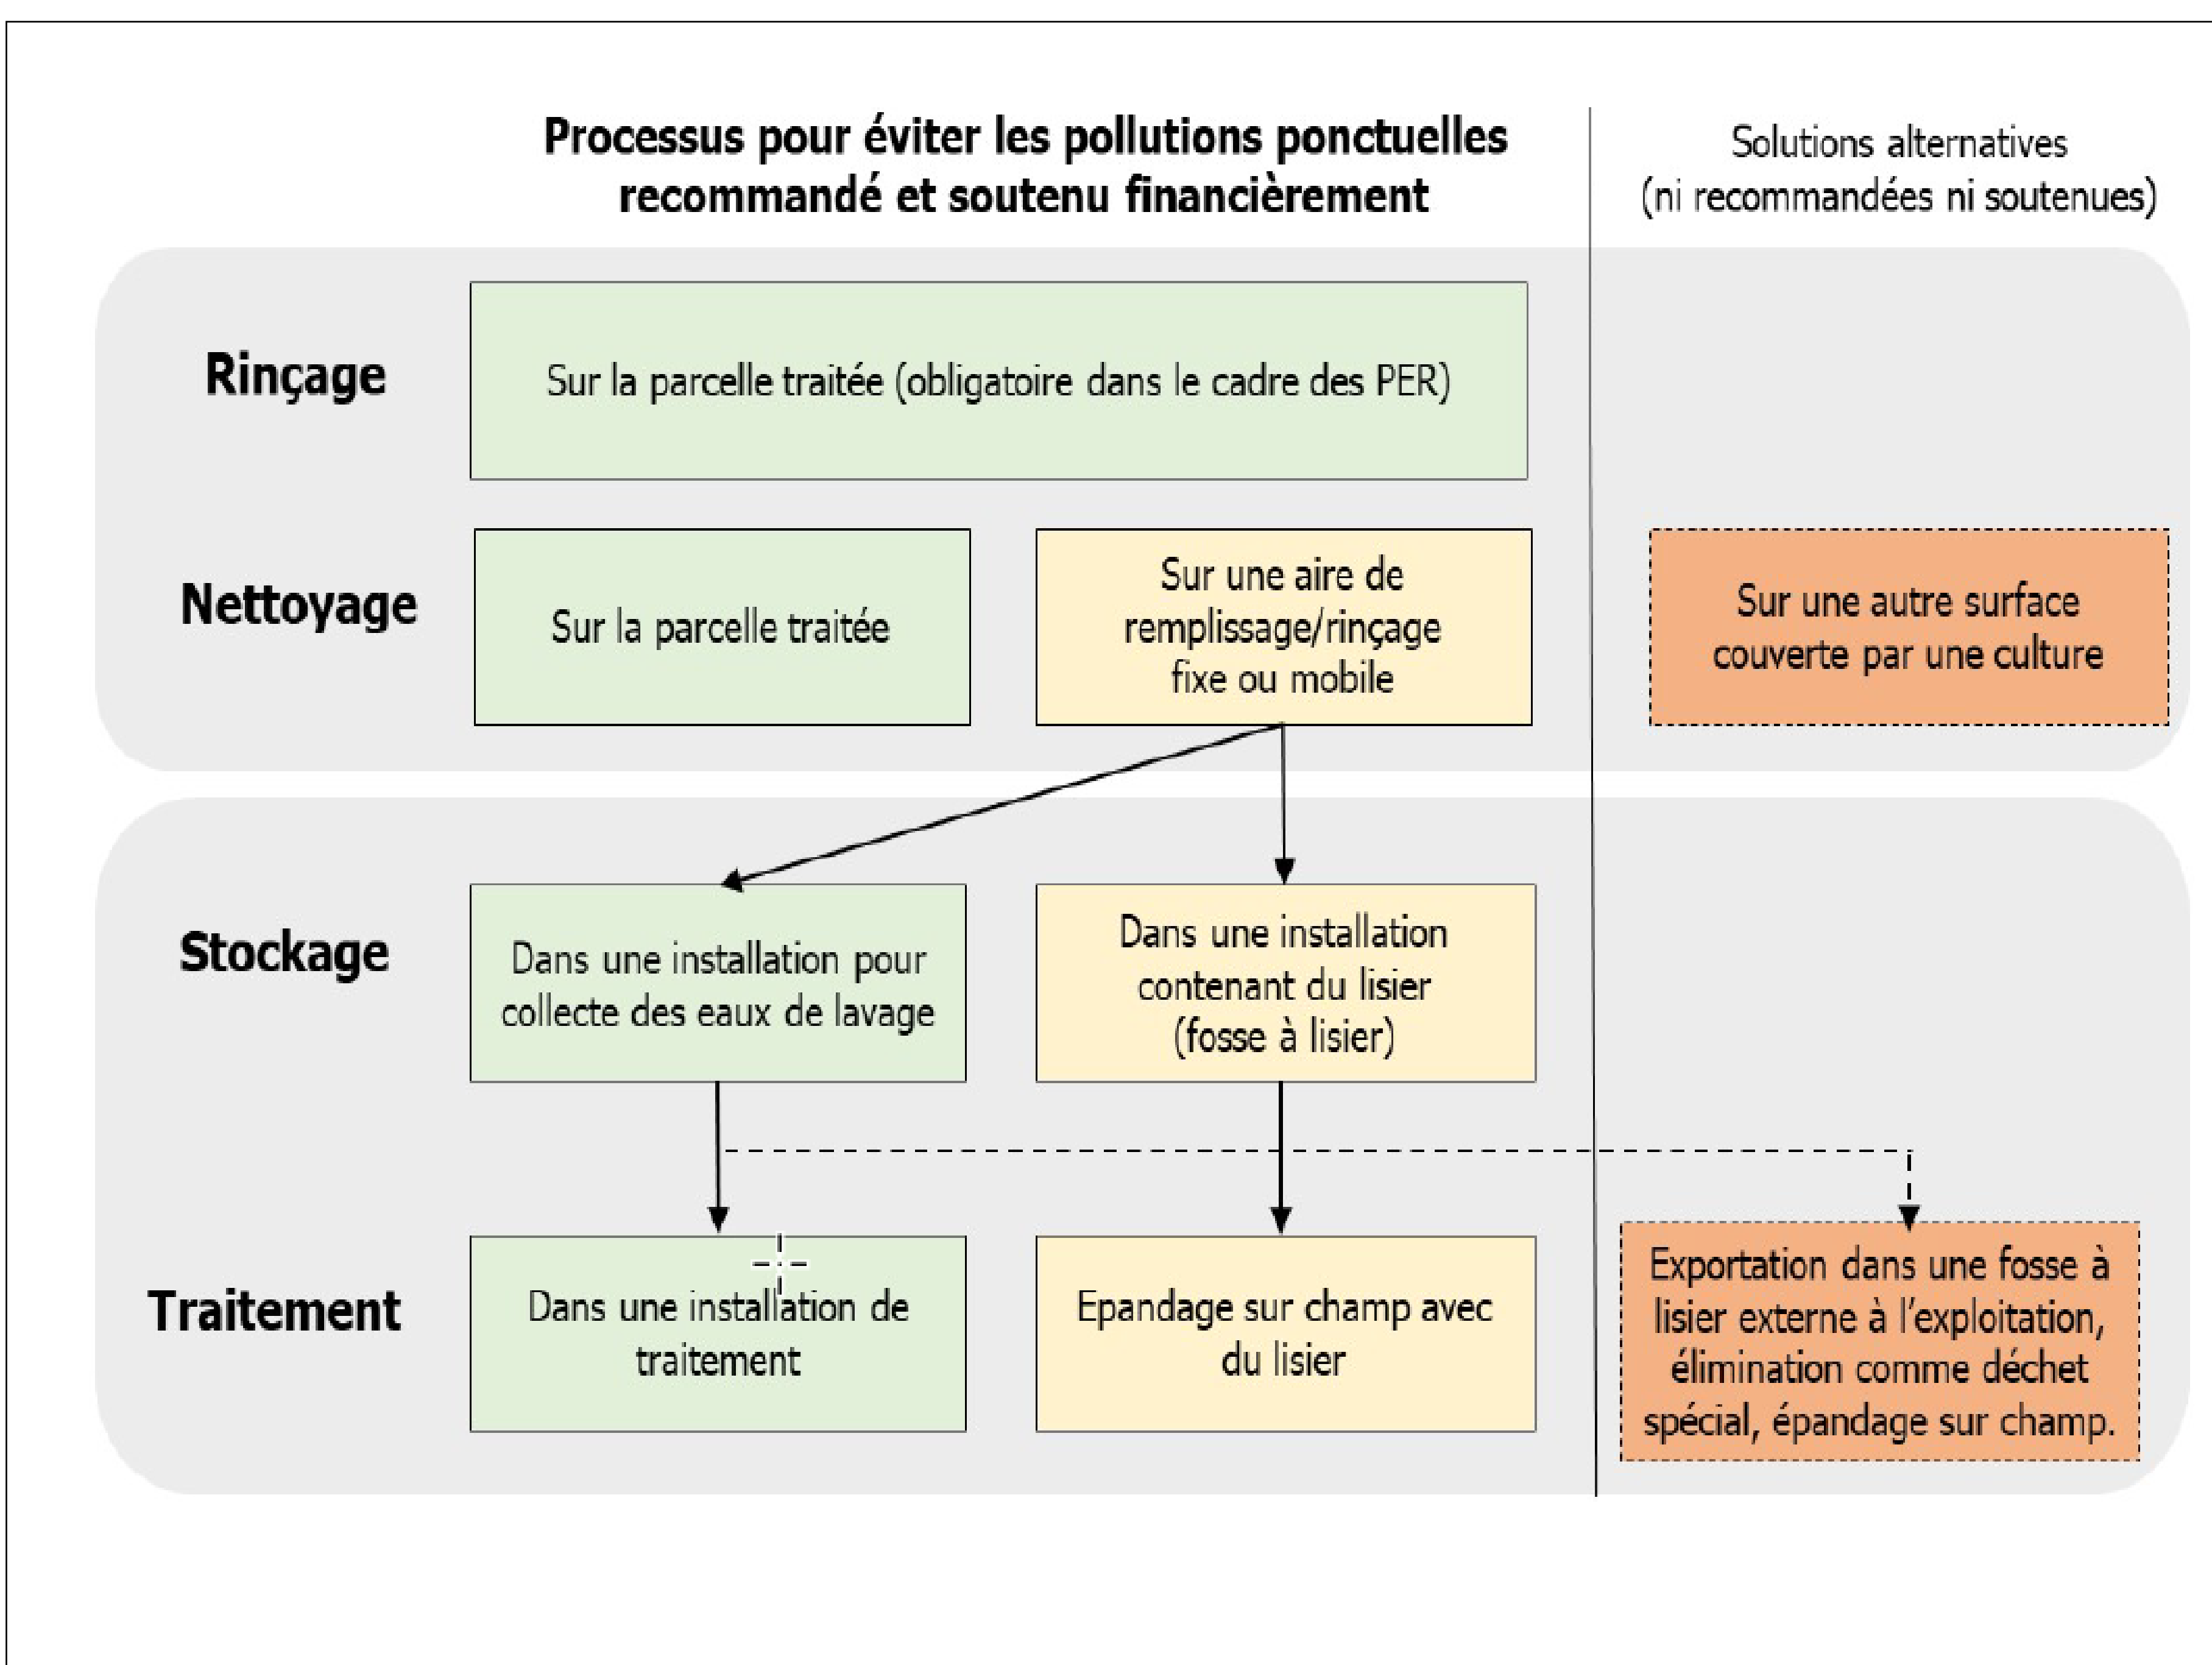 Processus pour éviter les pollutions ponctuelles
recommandé et soutenu financièrement
Solutions alternatives
(ni recommandées ni soutenues)
Rinçage
Sur la parcelle traitée (obligatoire dans le cadre des PER)
Nettoyage
Sur la parcelle traitée
Sur une aire de
remplissage/rinçage
fixe ou mobile
Sur une autre surface
couverte par une culture
Stockage
Dans une installation pour
collecte des eaux de lavage
Dans une installation
contenant du lisier
(fosse à lisier)
Traitement
Dans une installation de
traitement
Epandage sur champ avec
du lisier
Exportation dans une fosse à
lisier externe à l'exploitation,
élimination comme déchet
spécial, épandage sur champ.